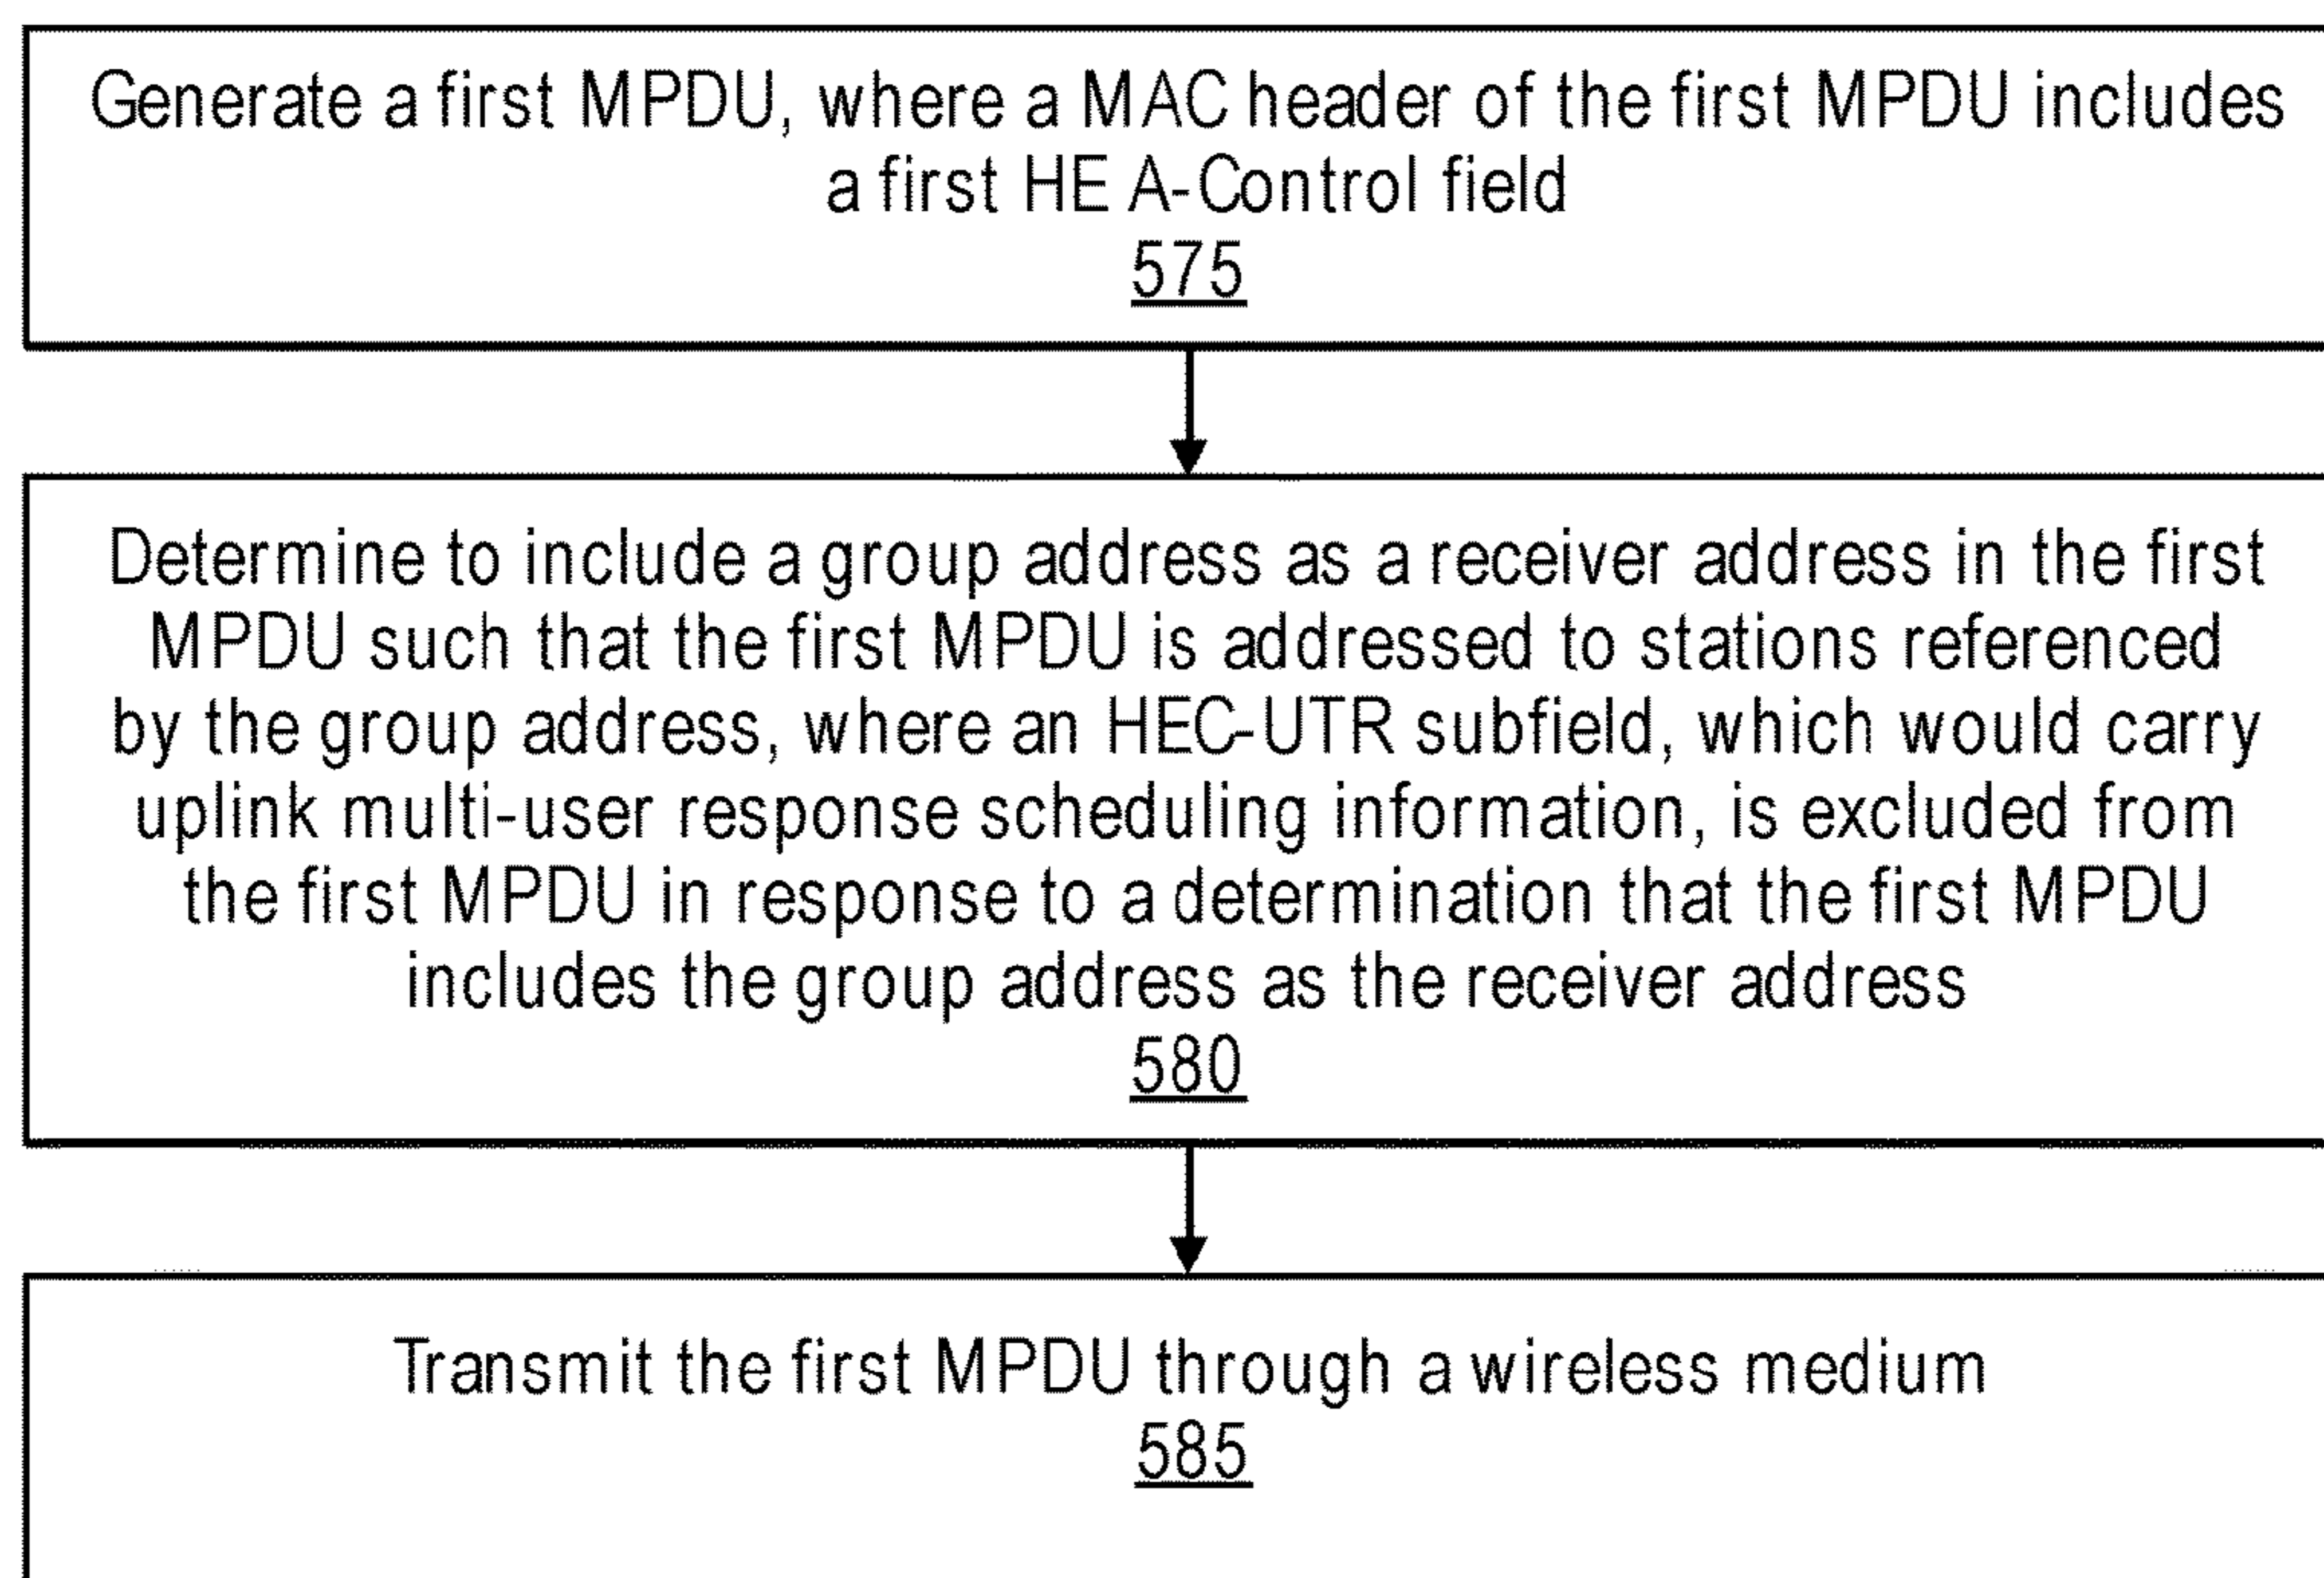 Generate a first MPDU, where a MAC header of the first MPDU includes
a first HE A-Control field
575
Determine to include a group address as a receiver address in the first
MPDU such that the first MPDU is addressed to stations referenced
by the group address, where an HEC-UTR subfield, which would carry
uplink multi-user response scheduling information, is excluded from
the first MPDU in response to a determination that the first MPDU
includes the group address as the receiver address
580
Transmit the first MPDU through a wireless medium
585